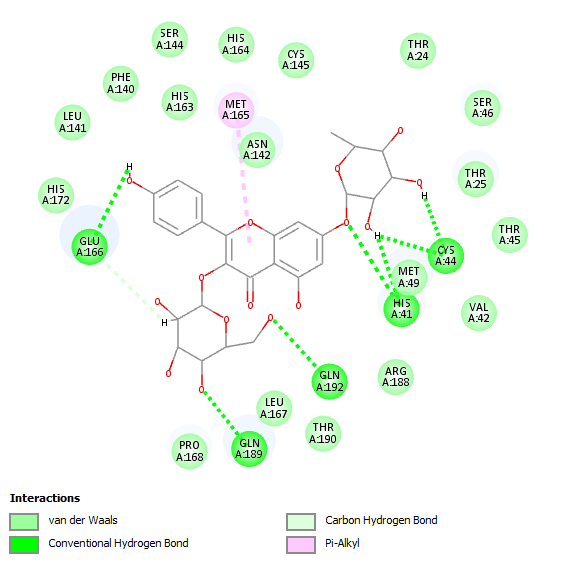 SER
A:144
HIS
A:164
CYS
A:145
THR
A:24
PHE
A:140
HIS
A:163
MET
A:165
SER
A:46
LEU
A:141
ASN
A:142
THR
A:25
HIS
A:172
GLU
A:166
THR
A:45
CYS
A:44
MET
A:49
HIS
A:41
VAL
A:42
GLN
A:192
ARG
A:188
LEU
A:167
THR
A:190
PRO
A:168
GLN
A:189
H
O
O
O
O
H
O
H
O
O
O
O
O
O
O
H
O
O
O
O
Interactions
van der Waals
Conventional Hydrogen Bond
Carbon Hydrogen Bond
Pi-Alkyl